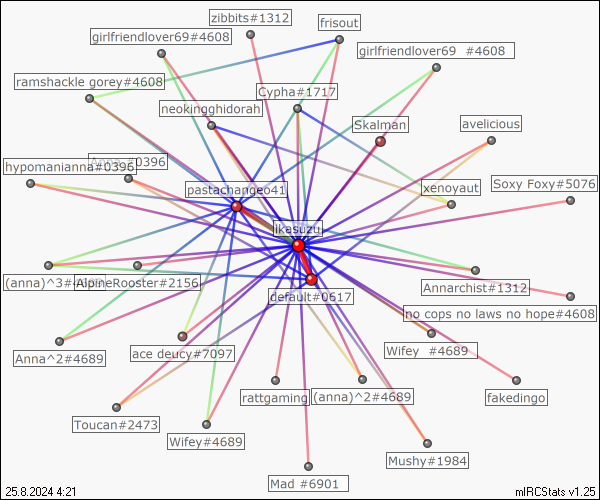 zibbits#1312
frisout
girlfriendlover69#4608
girlfriendlover69 #4608
ramshackle gorey#4608
Cypha#1717
neokingghidorah
Skalman
avelicious
hypomanianna#0396
#0396
pastachangeo41
xenoyaut
Soxy Foxy#5076
likasuzu
(anna)^3#
AlpineRooster#2156
default#0617
Annarchist#1312
no cops no laws no hope#4608
Anna^2#4689
ace deucy#7097
Wifey #4689
rattgaming
(anna)^2#4689
fakedingo
Toucan#2473
Wifey#4689
Mushy#1984
Mad #6901
25.8.2024 4:21
mIRCStats v1.25